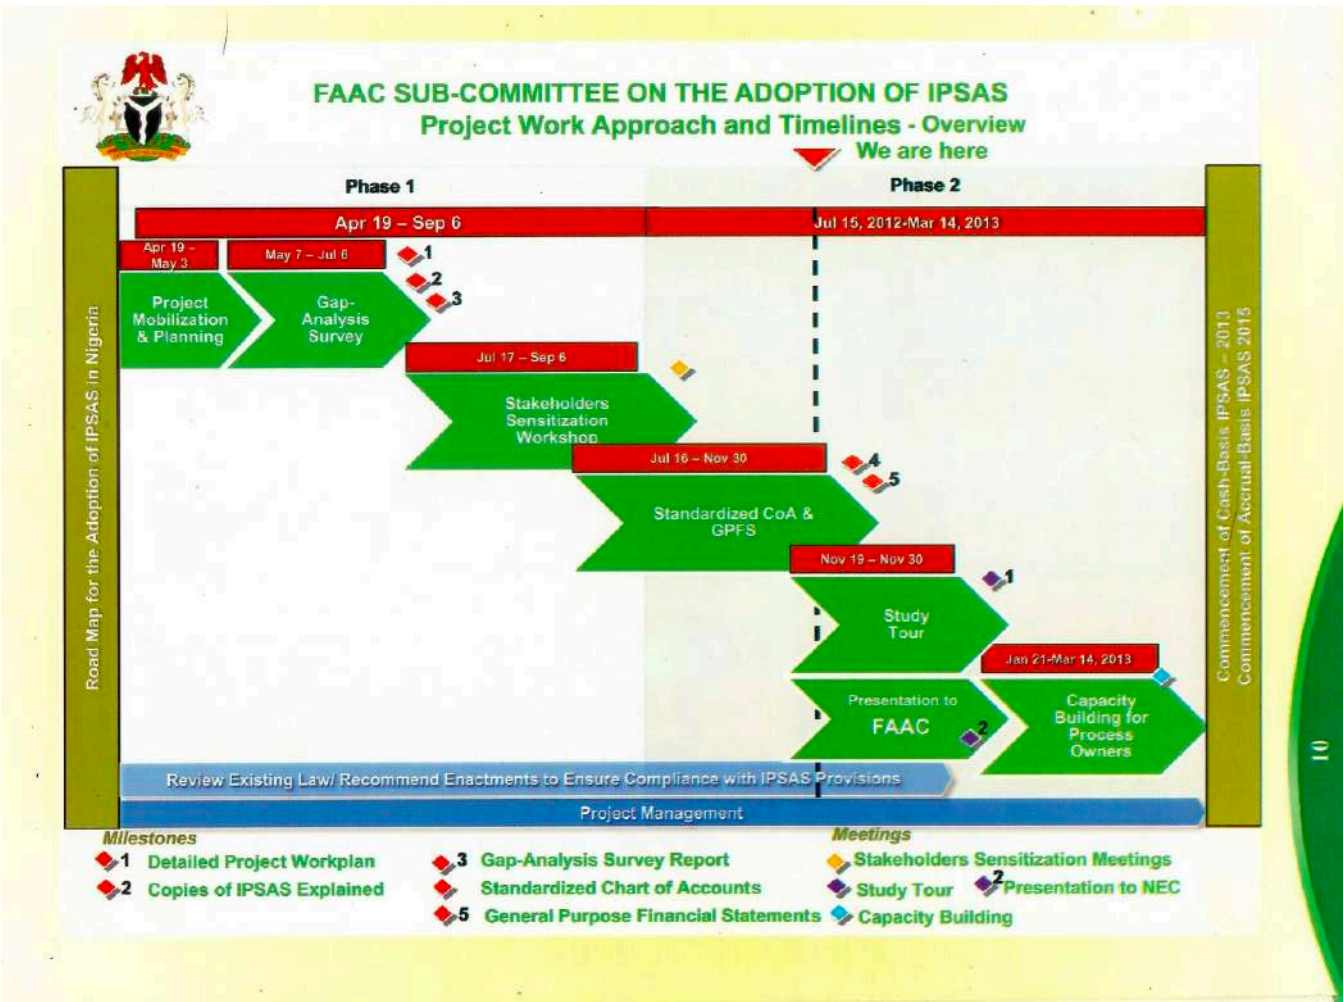 FAAC SUB-COMMITTEE ON THE ADOPTION OF IPSAS
Project Work Approach and Timelines - Overview
We are here
Phase 1
Phase 2
Apr 19 – Sep 6
Jul 15, 2012-Mar 14, 2013
Apr 19 –
May 3
May 7 – Jul 6
1
2
3
Project
Mobilization
& Planning
Gap-
Analysis
Survey
Jul 17 – Sep 6
Stakeholders
Sensitization
Workshop
Jul 16 – Nov 30
4
5
Standardized CoA &
GPFS
Nov 19 – Nov 30
1
Study
Tour
Jan 21-Mar 14, 2013
Presentation to
FAAC
2
Capacity
Building for
Process
Owners
Review Existing Law/ Recommend Enactments to Ensure Compliance with IPSAS Provisions
Project Management
Road Map for the Adoption of IPSAS in Nigeria
Commencement of Cash-Basis IPSAS – 2013
Commencement of Accrual-Basis IPSAS 2015
Milestones
1 Detailed Project Workplan
2 Copies of IPSAS Explained
3 Gap-Analysis Survey Report
Standardized Chart of Accounts
5 General Purpose Financial Statements
Meetings
Stakeholders Sensitization Meetings
Study Tour
2 Presentation to NEC
Capacity Building
10